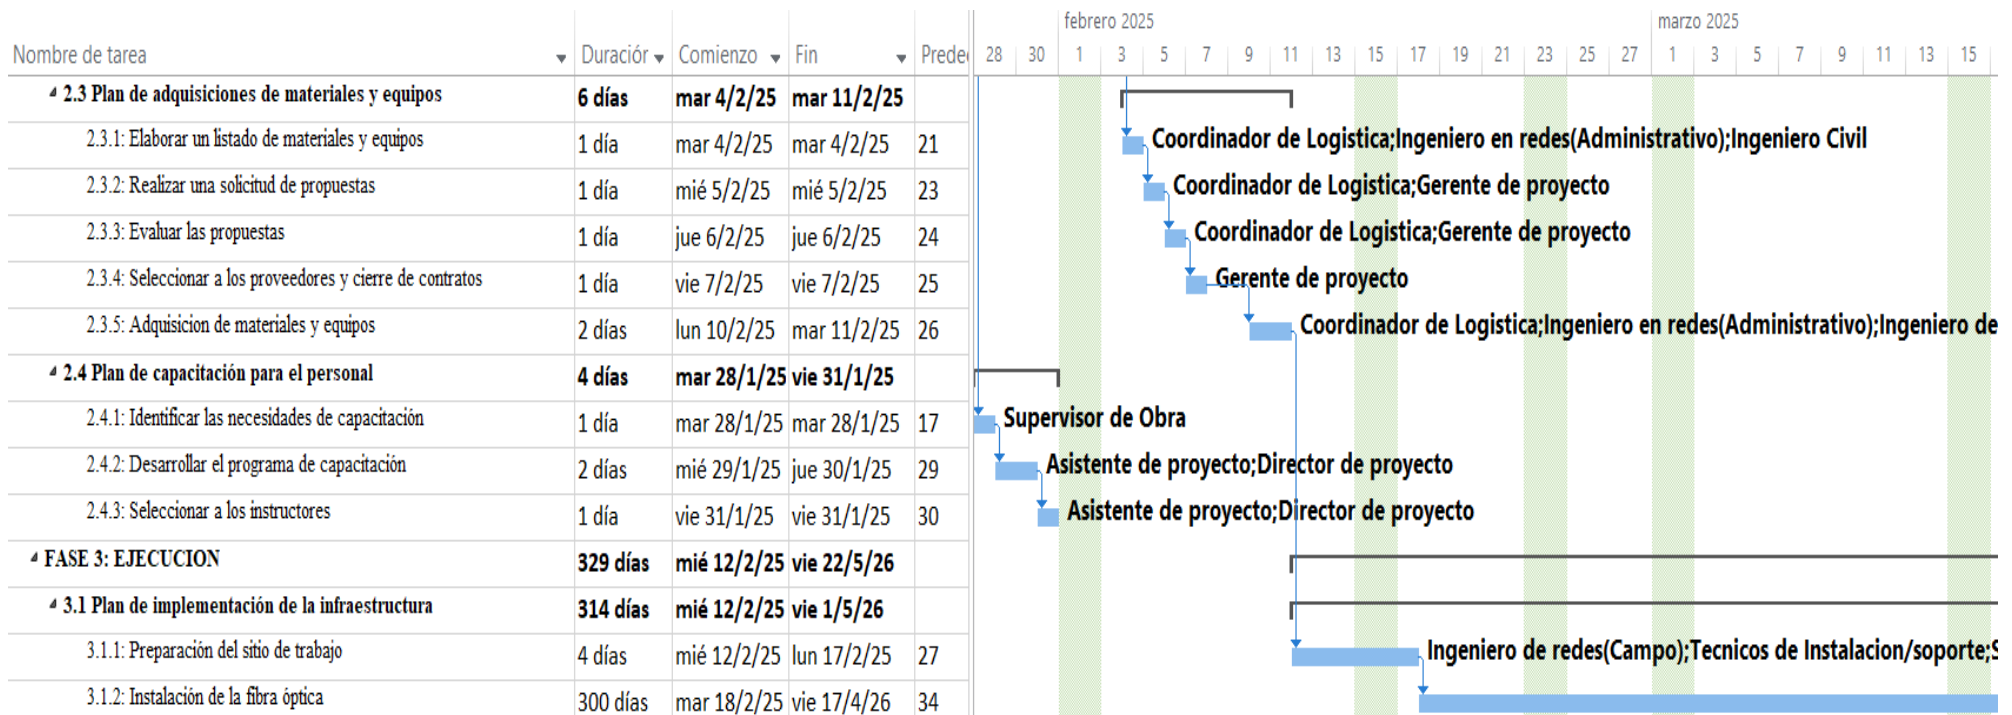 febrero 2025 marzo 2025
Nombre de tarea Duraciór Comienzo Fin Predec 28 30 1 3 5 7 9 11 13 15 17 19 21 23 25 27 1 3 5 7 9 11 13 15
2.3 Plan de adquisiciones de materiales y equipos 6 días mar 4/2/25 mar 11/2/25
2.3.1: Elaborar un listado de materiales y equipos 1 día mar 4/2/25 mar 4/2/25 21 Coordinador de Logistica;Ingeniero en redes(Administrativo);Ingeniero Civil
2.3.2: Realizar una solicitud de propuestas 1 día mié 5/2/25 mié 5/2/25 23 Coordinador de Logistica;Gerente de proyecto
2.3.3: Evaluar las propuestas 1 día jue 6/2/25 jue 6/2/25 24 Coordinador de Logistica;Gerente de proyecto
2.3.4: Seleccionar a los proveedores y cierre de contratos 1 día vie 7/2/25 vie 7/2/25 25 Gerente de proyecto
2.3.5: Adquisicion de materiales y equipos 2 días lun 10/2/25 mar 11/2/25 26 Coordinador de Logistica;Ingeniero en redes(Administrativo);Ingeniero de
2.4 Plan de capacitación para el personal 4 días mar 28/1/25 vie 31/1/25
2.4.1: Identificar las necesidades de capacitación 1 día mar 28/1/25 mar 28/1/25 17 Supervisor de Obra
2.4.2: Desarrollar el programa de capacitación 2 días mié 29/1/25 jue 30/1/25 29 Asistente de proyecto;Director de proyecto
2.4.3: Seleccionar a los instructores 1 día vie 31/1/25 vie 31/1/25 30 Asistente de proyecto;Director de proyecto
FASE 3: EJECUCION 329 días mié 12/2/25 vie 22/5/26
3.1 Plan de implementación de la infraestructura 314 días mié 12/2/25 vie 1/5/26
3.1.1: Preparación del sitio de trabajo 4 días mié 12/2/25 lun 17/2/25 27 Ingeniero de redes(Campo);Tecnicos de Instalacion/soporte;S
3.1.2: Instalación de la fibra óptica 300 días mar 18/2/25 vie 17/4/26 34